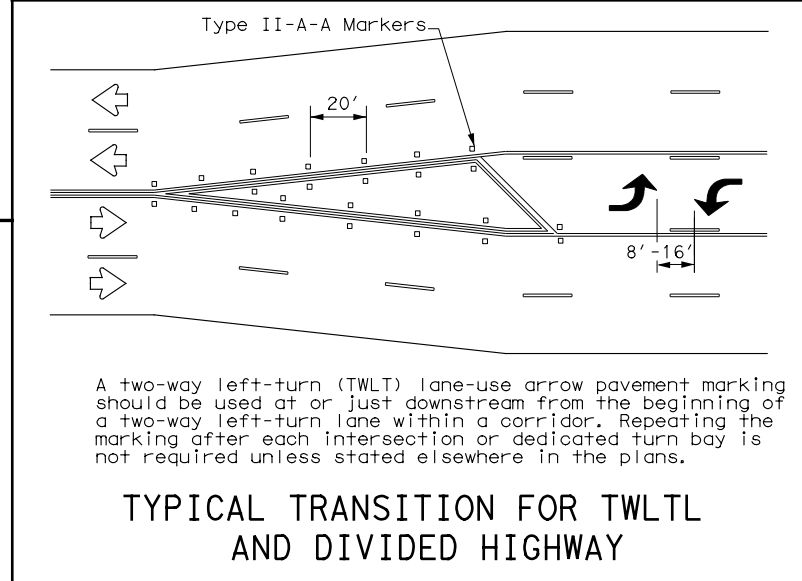 Type II-A-A Markers
20'
8'-16'
A two-way left-turn (TWLT) lane-use arrow pavement marking
should be used at or just downstream from the beginning of
a two-way left-turn lane within a corridor. Repeating the
marking after each intersection or dedicated turn bay is
not required unless stated elsewhere in the plans.
TYPICAL TRANSITION FOR TWLTL
AND DIVIDED HIGHWAY